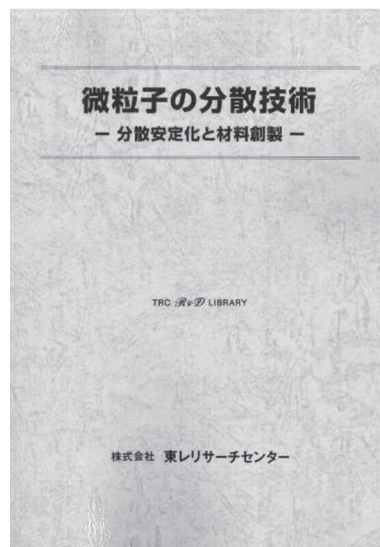 微粒子の分散技術
─ 分散安定化と材料創製 ─
TRC R&D LIBRARY
株式会社 東レリサーチセンター